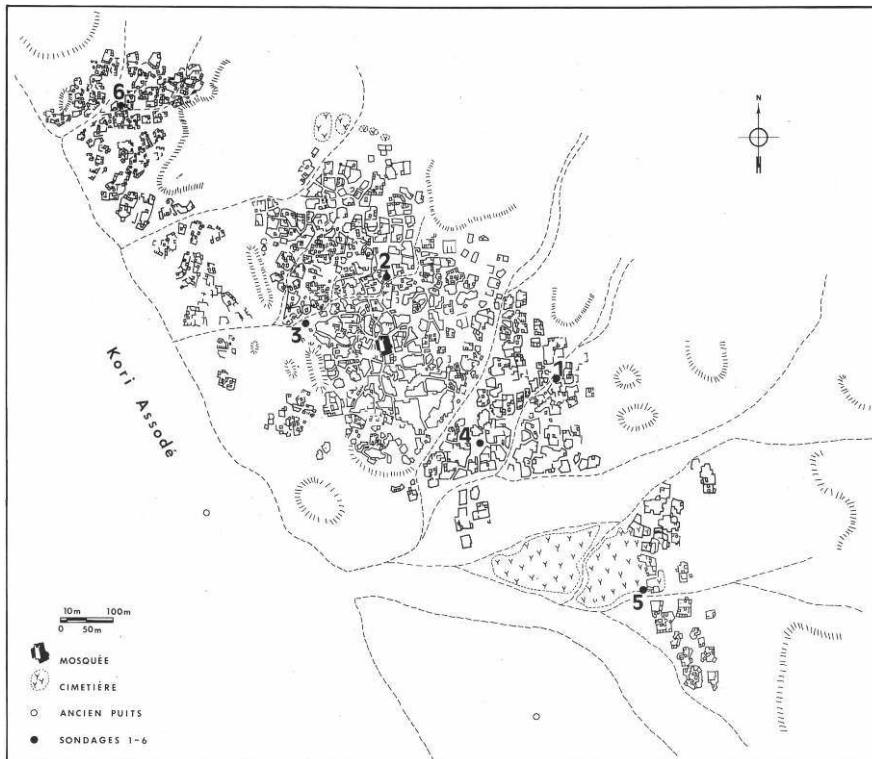 6
N
2
3
1
Kori Assodé
4
5
10m 100m
0 50m
MOSQUÉE
CIMETIÈRE
ANCIEN PUITS
SONDAGES 1-6